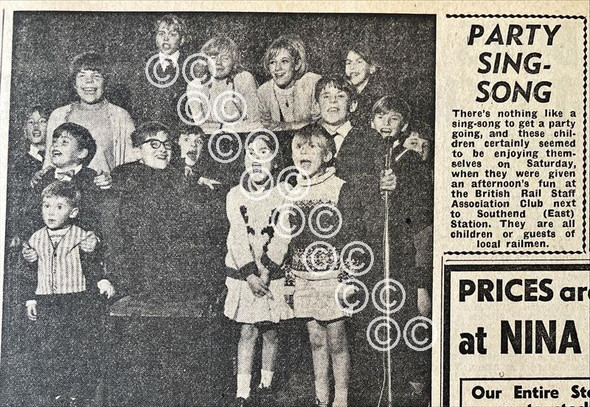 PARTY
SING-
SONG
There's nothing like a
sing-song to get a party
going, and these chil-
dren certainly seemed
to be enjoying them-
selves on Saturday,
when they were given
an afternoon's fun at
the British Rail Staff
Association Club next
to Southend (East)
Station. They are all
children or guests of
local railmen.
PRICES are
at NINA
Our Entire Sto